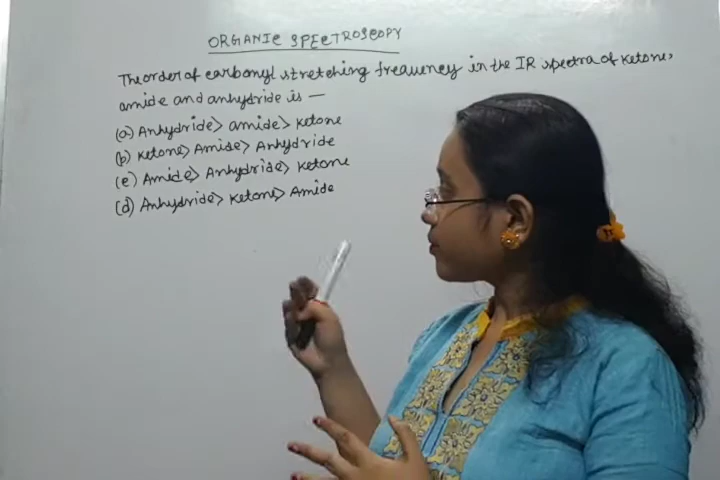 ORGANIC SPECTROSCOPY
The order of carbonyl stretching frequency in the IR spectra of ketone,
amide and anhydride is —
(a) Anhydride > amide > ketone
(b) Ketone > Amide > Anhydride
(c) Amide > Anhydride > Ketone
(d) Anhydride > Ketone > Amide